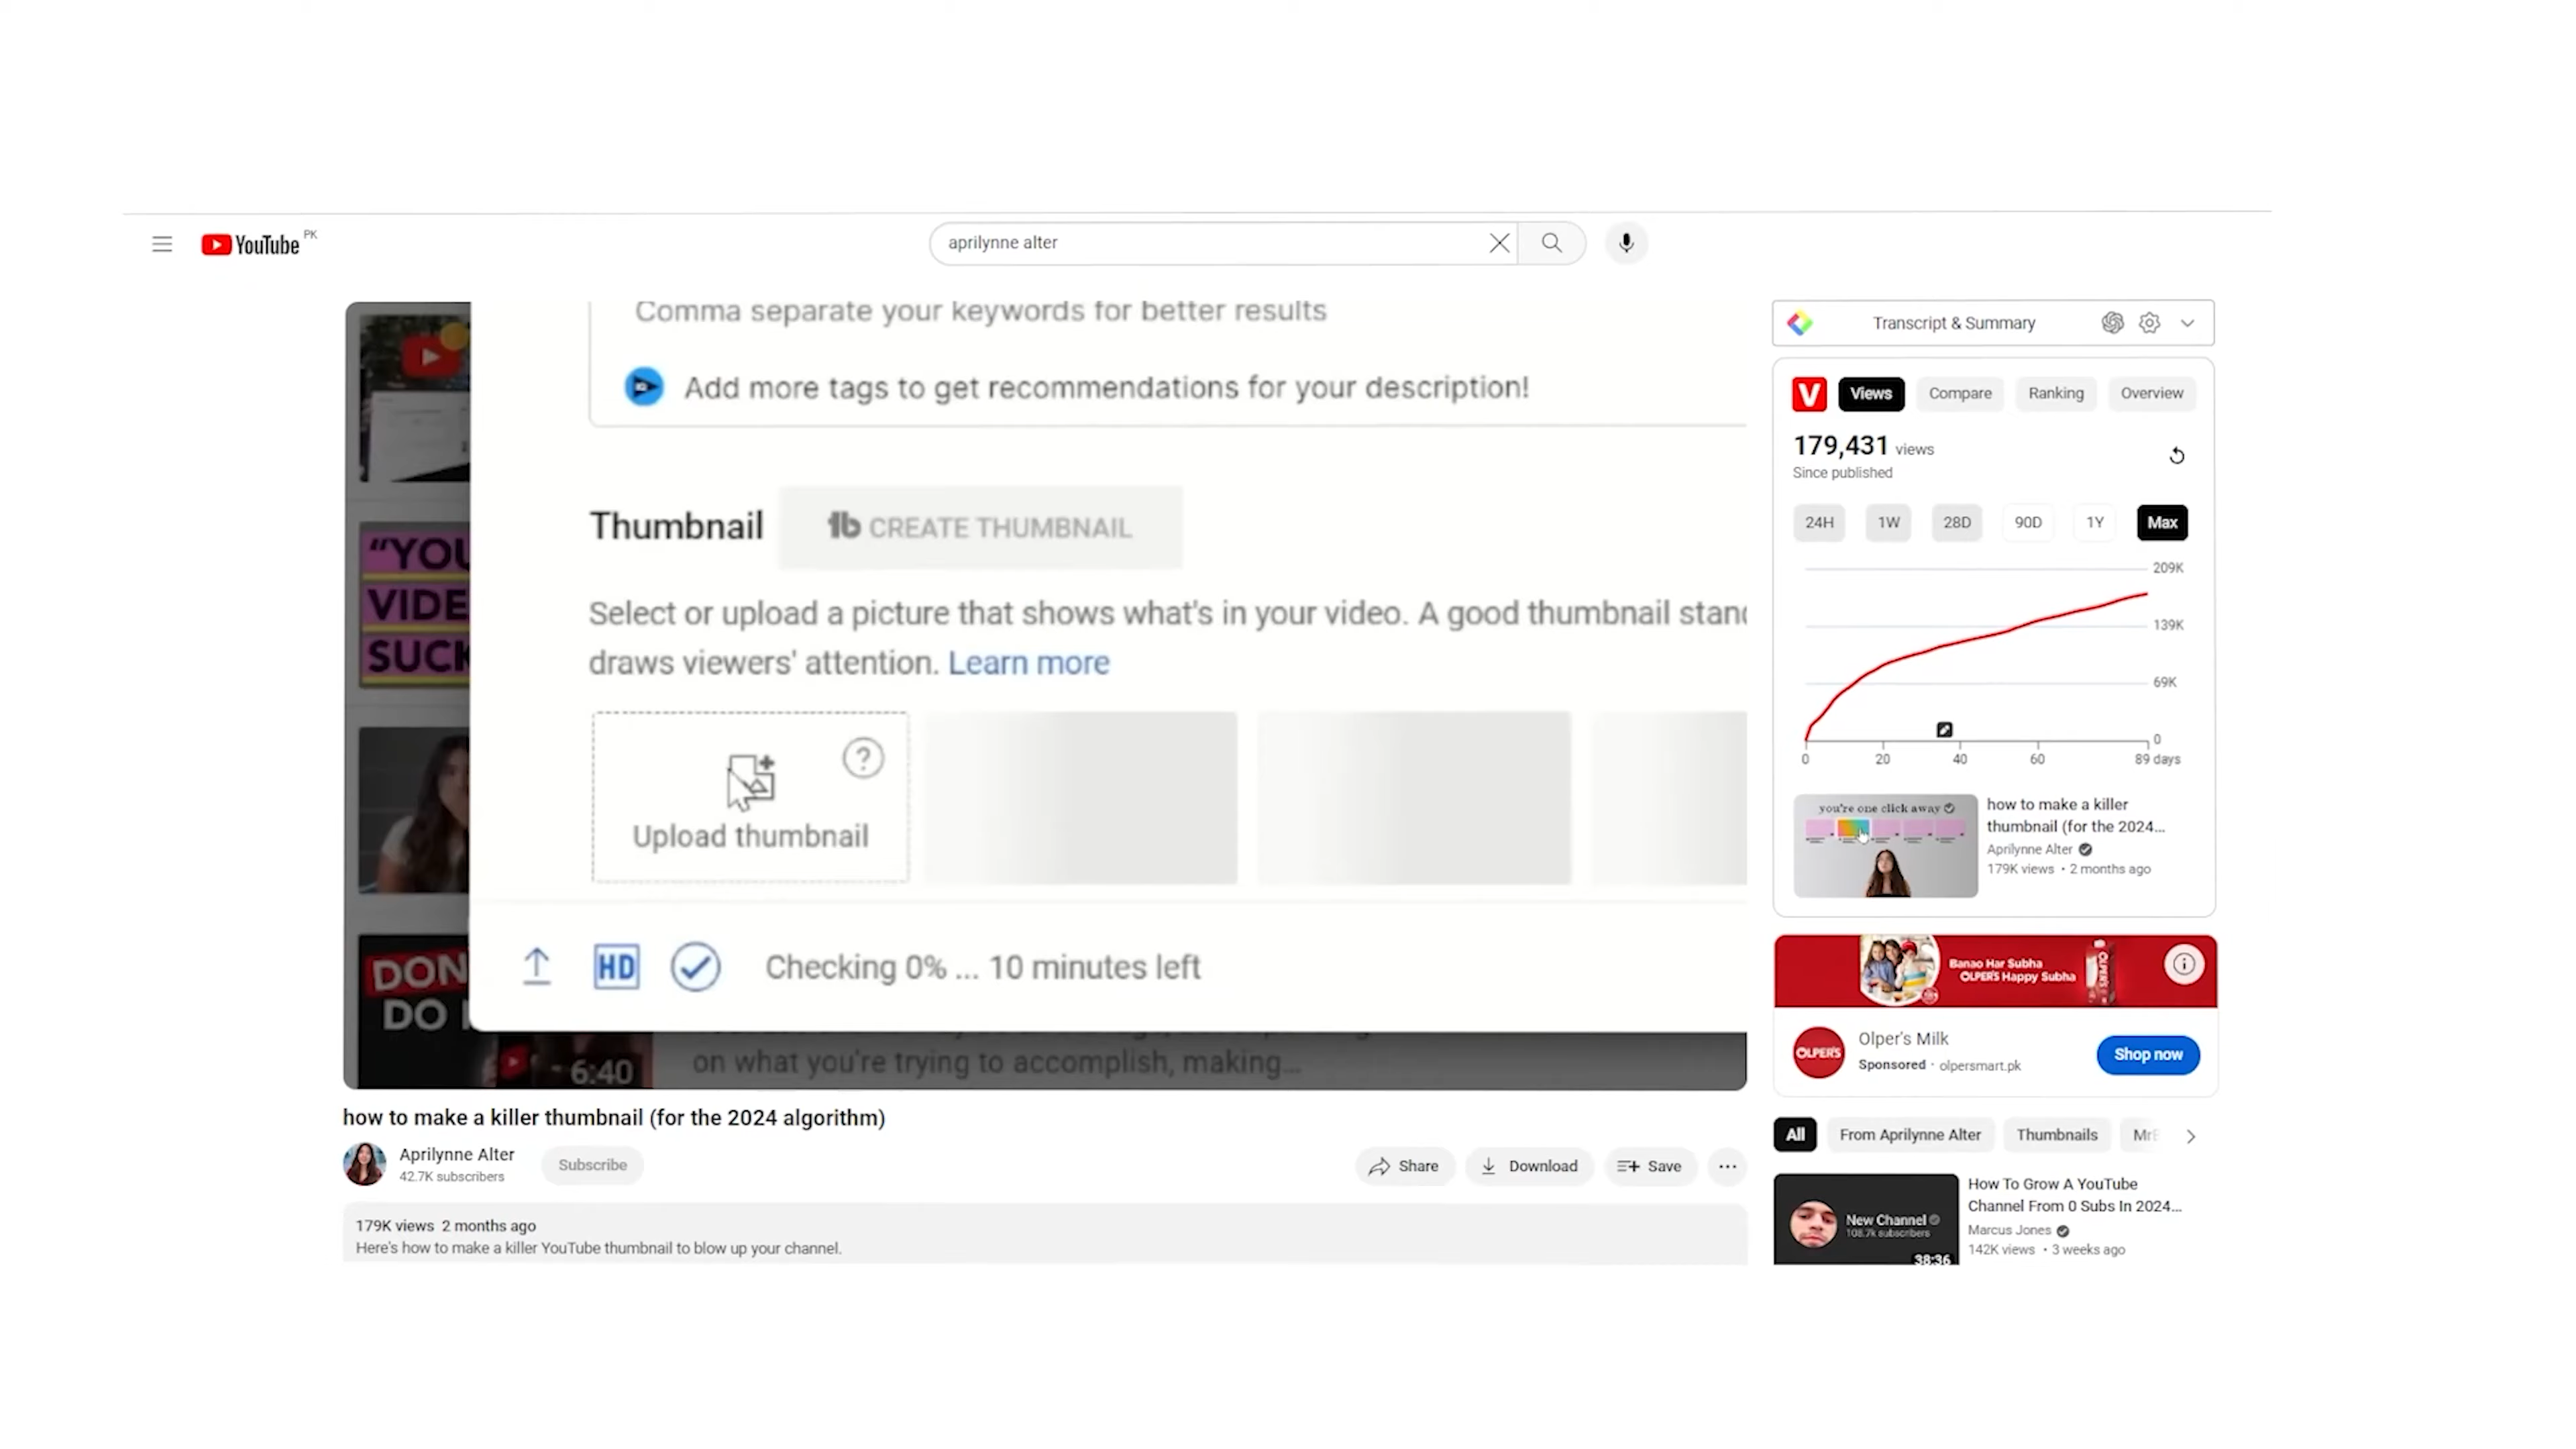 YouTube PK
aprilynne alter
Comma separate your keywords for better results
Add more tags to get recommendations for your description!
Thumbnail
CREATE THUMBNAIL
Select or upload a picture that shows what's in your video. A good thumbnail stand
draws viewers' attention. Learn more
Upload thumbnail
HD
Checking 0% ... 10 minutes left
"YOU
VIDE
SUCK
DON
DO
6:40
on what you're trying to accomplish, making...
how to make a killer thumbnail (for the 2024 algorithm)
Aprilynne Alter
42.7K subscribers
Subscribe
Share
Download
Save
179K views 2 months ago
Here's how to make a killer YouTube thumbnail to blow up your channel.
Transcript & Summary
Views
Compare
Ranking
Overview
179,431 views
Since published
24H
1W
28D
90D
1Y
Max
209K
139K
69K
0
0
20
40
60
89 days
you're one click away
how to make a killer
thumbnail (for the 2024...
Aprilynne Alter
179K views • 2 months ago
Banao Har Subha
OLPER'S Happy Subha
OLPER'S
OLPER'S
Olper's Milk
Sponsored · olpersmart.pk
Shop now
All
From Aprilynne Alter
Thumbnails
New Channel
108.7k subscribers
38:36
How To Grow A YouTube
Channel From 0 Subs In 2024...
Marcus Jones
142K views • 3 weeks ago